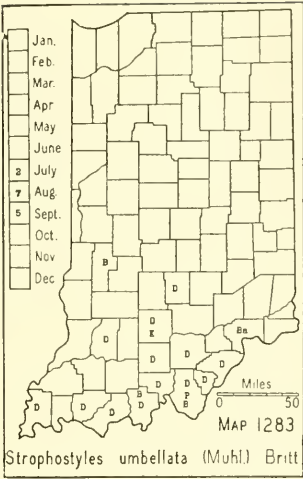 Jan.
Feb.
Mar.
Apr
May
June
2 July
7 Aug.
5 Sept.
Oct.
Nov
Dec
B
D
D
K
Bn
D
D
D
D
D
D
D
P
B
D
D
D
D
B
D
Miles
0 50
MAP 1283
Strophostyles umbellata (Muhl.) Britt